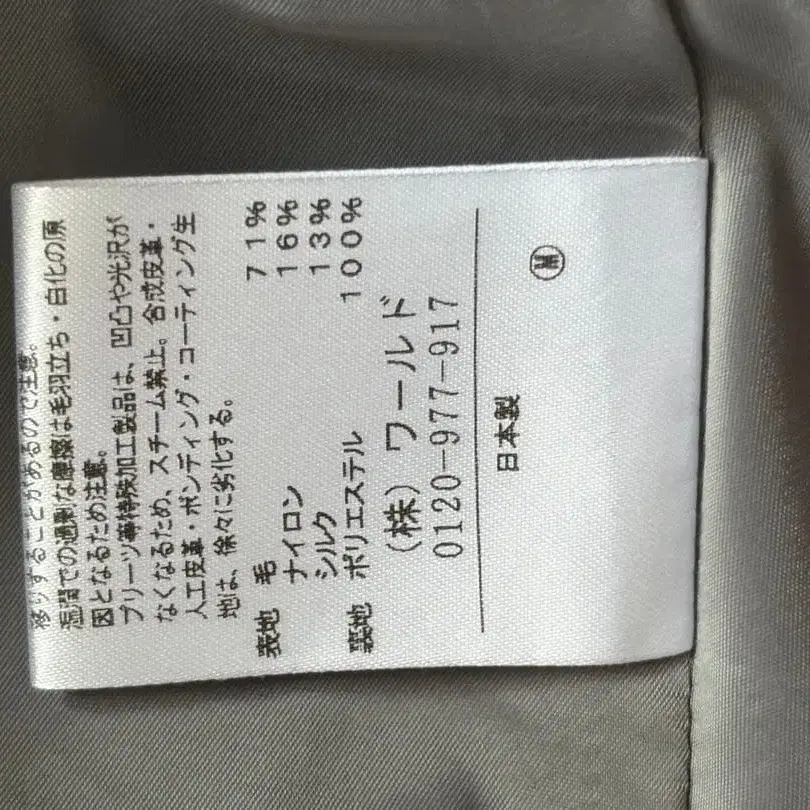 移りすることがあるので注意。
湿潤での過剰な摩擦は毛羽立ち・白化の原
因となるため注意。
プリーツ等特殊加工製品は、凹凸や光沢が
なくなるため、スチーム禁止。合成皮革・
人工皮革・ボンディング・コーティング生
地は、徐々に劣化する。
表地 毛 71%
ナイロン 16%
シルク 13%
裏地 ポリエステル 100%
(株)ワールド
0120-977-917
日本製 Ⓜ